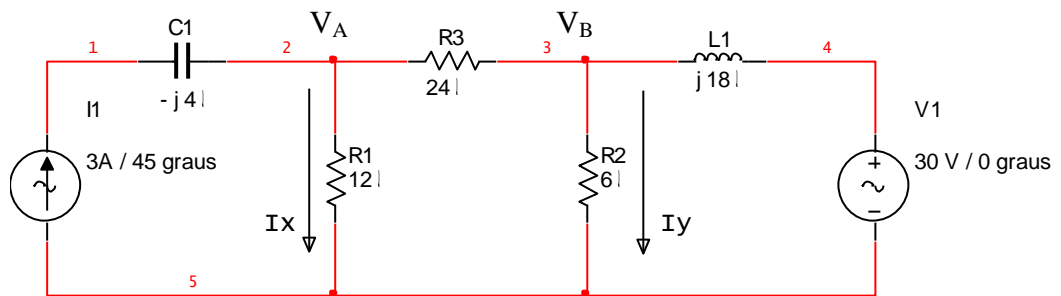 C1
1
2
V_A
R3
3
V_B
L1
4
- j 4 l
24 l
j 18 l
I1
3A / 45 graus
R1
12 l
Ix
R2
6 l
Iy
V1
30 V / 0 graus
5